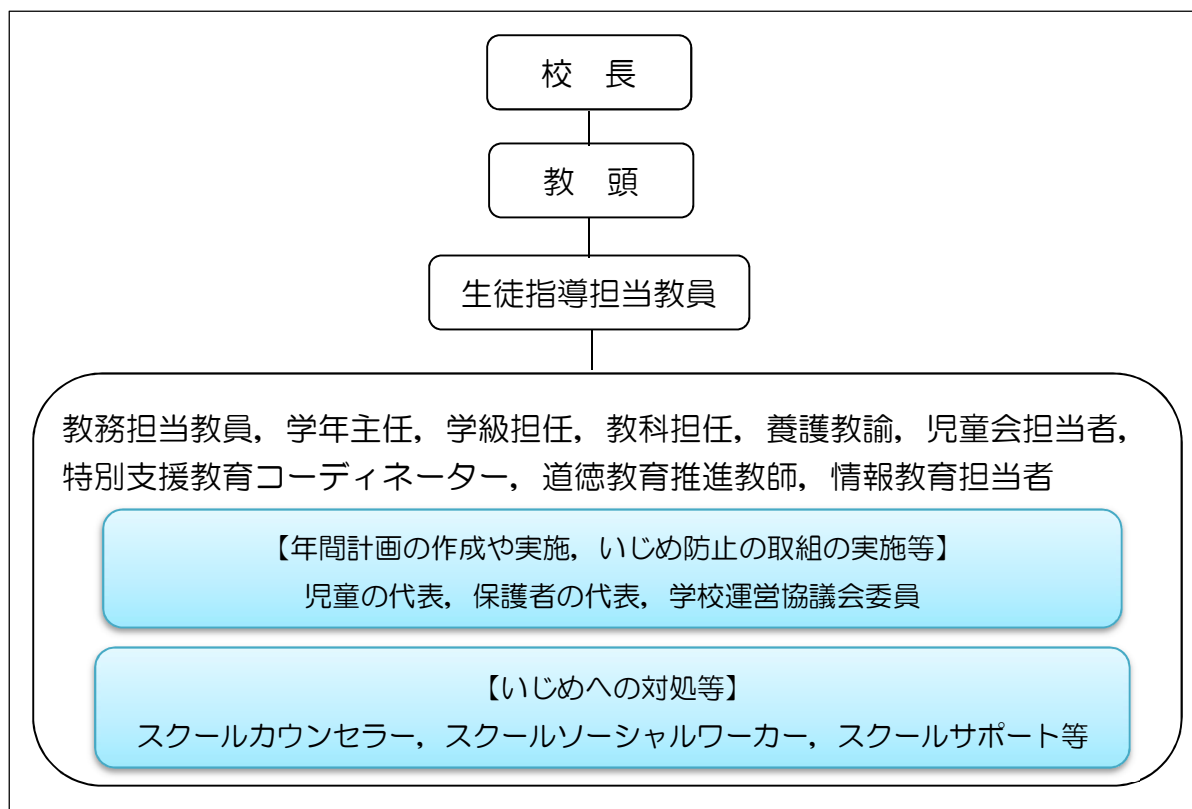 校　長
教　頭
生徒指導担当教員
教務担当教員，学年主任，学級担任，教科担任，養護教諭，児童会担当者，
特別支援教育コーディネーター，道徳教育推進教師，情報教育担当者
【年間計画の作成や実施，いじめ防止の取組の実施等】
児童の代表，保護者の代表，学校運営協議会委員
【いじめへの対処等】
スクールカウンセラー，スクールソーシャルワーカー，スクールサポート等